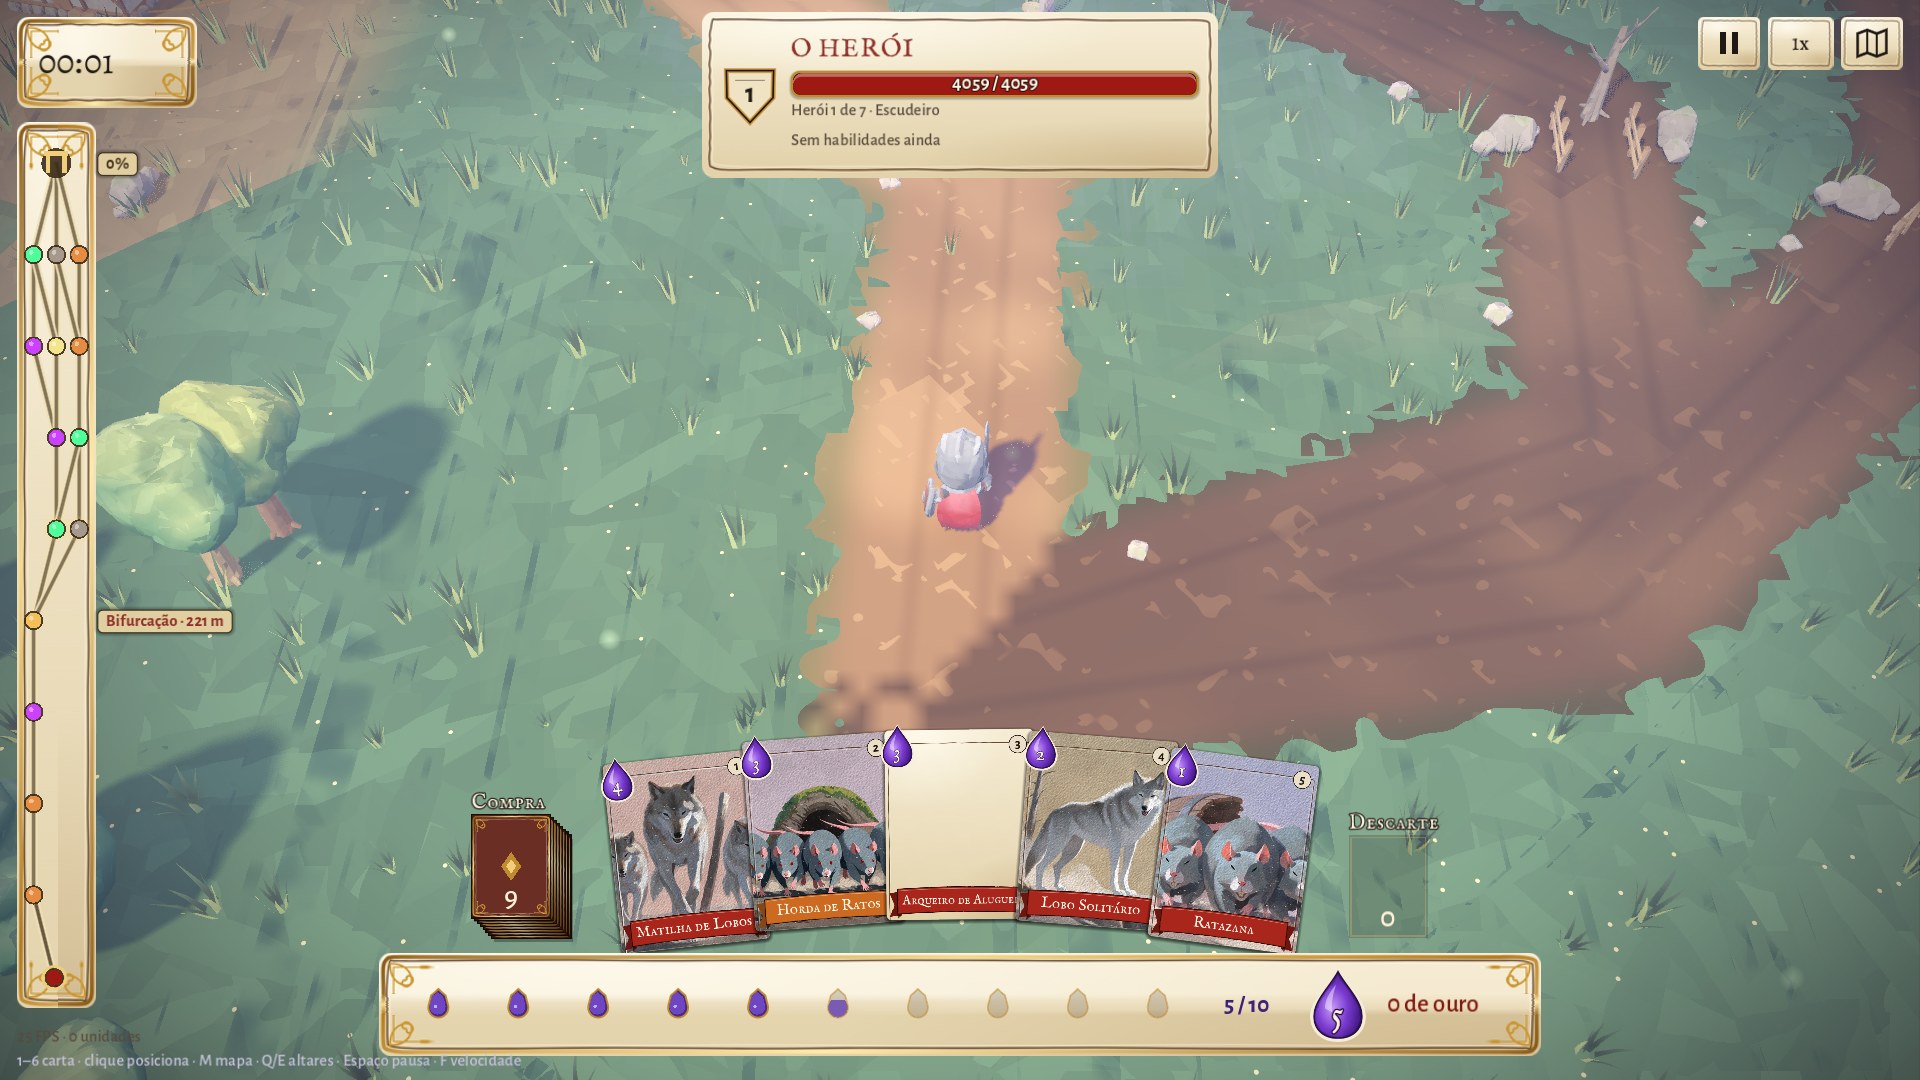 00:01
O HERÓI
1
4059 / 4059
Herói 1 de 7 · Escudeiro
Sem habilidades ainda
1x
0%
Bifurcação · 221 m
COMPRA
9
4
1
MATILHA DE LOBOS
3
2
HORDA DE RATOS
3
3
ARQUEIRO DE ALUGUE
2
4
LOBO SOLITÁRIO
1
5
RATAZANA
DESCARTE
0
5 / 10
5
0 de ouro
FPS · 0 unidades
1–6 carta · clique posiciona · M mapa · Q/E altares · Espaço pausa · F velocidade